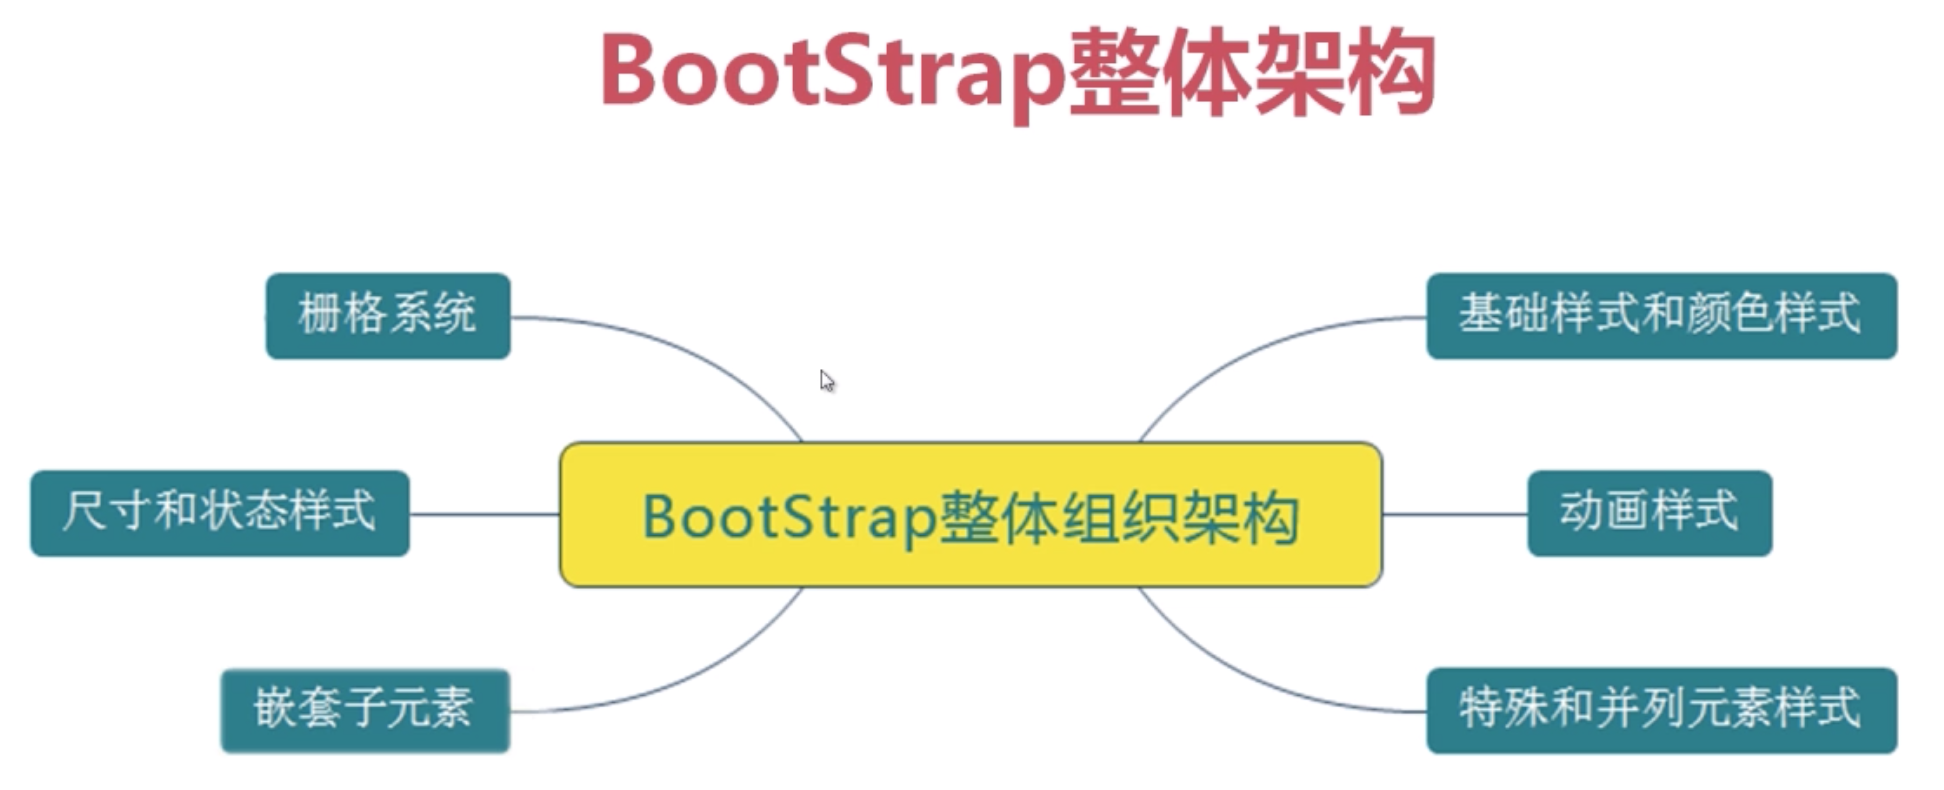 BootStrap整体架构
栅格系统
基础样式和颜色样式
尺寸和状态样式
BootStrap整体组织架构
动画样式
嵌套子元素
特殊和并列元素样式